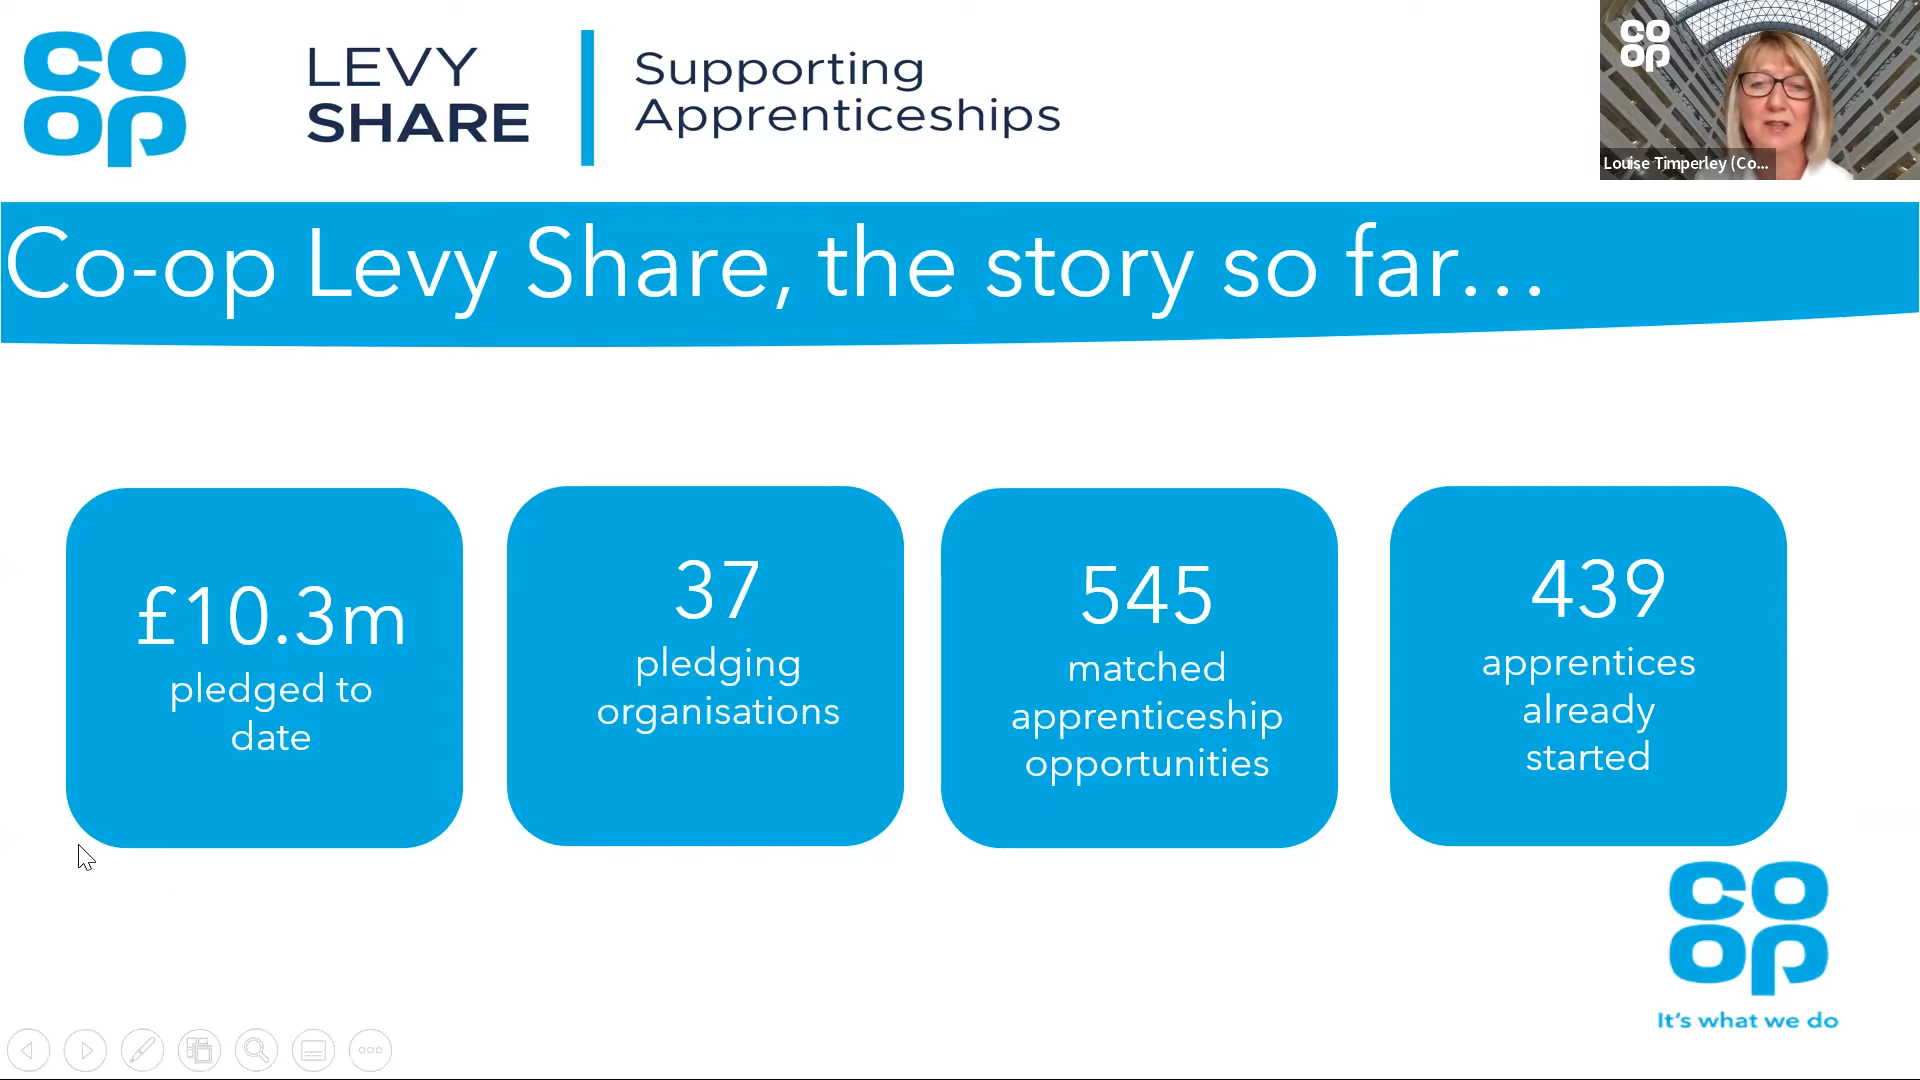 co
op
LEVY
SHARE
Supporting
Apprenticeships
co
op
Louise Timperley (Co...
Co-op Levy Share, the story so far...
£10.3m
pledged to
date
37
pledging
organisations
545
matched
apprenticeship
opportunities
439
apprentices
already
started
co
op
It's what we do